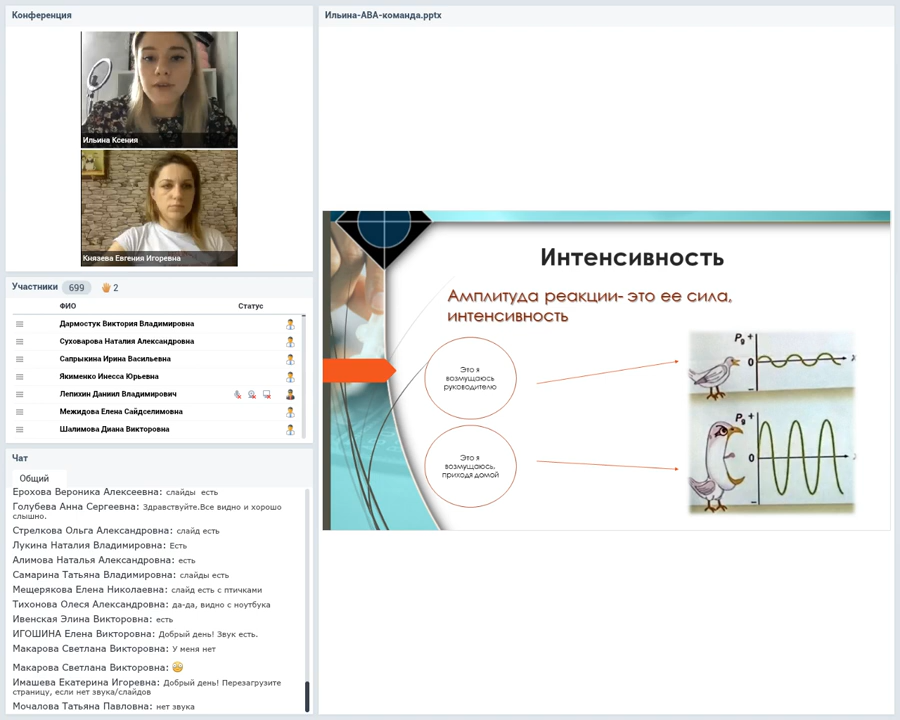 Конференция
Ильина Ксения
Князева Евгения Игоревна
Участники 699 2
ФИО Статус
Дармостук Виктория Владимировна
Суховарова Наталия Александровна
Сапрыкина Ирина Васильевна
Якименко Инесса Юрьевна
Лепихин Даниил Владимирович
Межидова Елена Сайдселимовна
Шалимова Диана Викторовна
Чат
Общий
Ерохова Вероника Алексеевна: слайды есть
Голубева Анна Сергеевна: Здравствуйте.Все видно и хорошо
слышно.
Стрелкова Ольга Александровна: слайд есть
Лукина Наталия Владимировна: Есть
Алимова Наталья Александровна: есть
Самарина Татьяна Владимировна: слайды есть
Мещерякова Елена Николаевна: слайд есть с птичками
Тихонова Олеся Александровна: да-да, видно с ноутбука
Ивенская Элина Викторовна: есть
ИГОШИНА Елена Викторовна: Добрый день! Звук есть.
Макарова Светлана Викторовна: У меня нет
Макарова Светлана Викторовна:
Имашева Екатерина Игоревна: Добрый день! Перезагрузите
страницу, если нет звука/слайдов
Мочалова Татьяна Павловна: нет звука
Ильина-АВА-команда.pptx
Интенсивность
Амплитуда реакции- это ее сила,
интенсивность
Это я
возмущаюсь
руководителю
Это я
возмущаюсь,
приходя домой
Pg +
0
–
Pg +
0
–